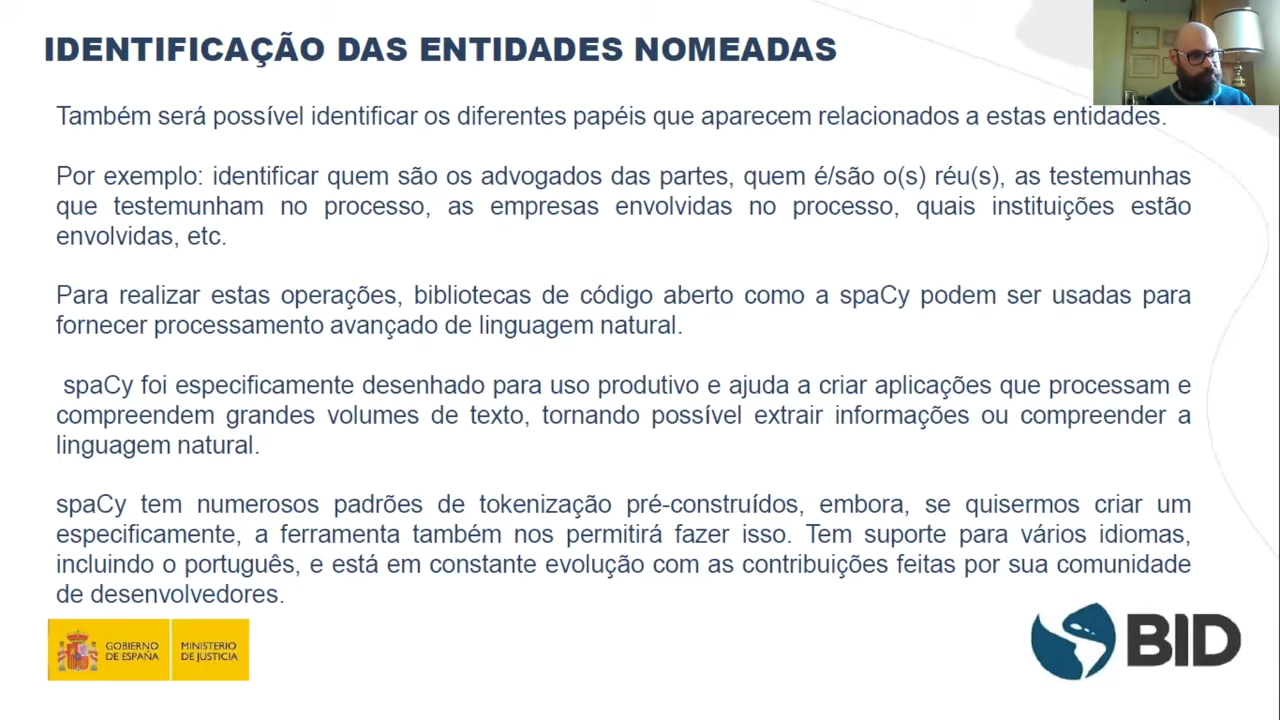 IDENTIFICAÇÃO DAS ENTIDADES NOMEADAS
Também será possível identificar os diferentes papéis que aparecem relacionados a estas entidades.
Por exemplo: identificar quem são os advogados das partes, quem é/são o(s) réu(s), as testemunhas
que testemunham no processo, as empresas envolvidas no processo, quais instituições estão
envolvidas, etc.
Para realizar estas operações, bibliotecas de código aberto como a spaCy podem ser usadas para
fornecer processamento avançado de linguagem natural.
spaCy foi especificamente desenhado para uso produtivo e ajuda a criar aplicações que processam e
compreendem grandes volumes de texto, tornando possível extrair informações ou compreender a
linguagem natural.
spaCy tem numerosos padrões de tokenização pré-construídos, embora, se quisermos criar um
especificamente, a ferramenta também nos permitirá fazer isso. Tem suporte para vários idiomas,
incluindo o português, e está em constante evolução com as contribuições feitas por sua comunidade
de desenvolvedores.
GOBIERNO
DE ESPAÑA
MINISTERIO
DE JUSTICIA
BID